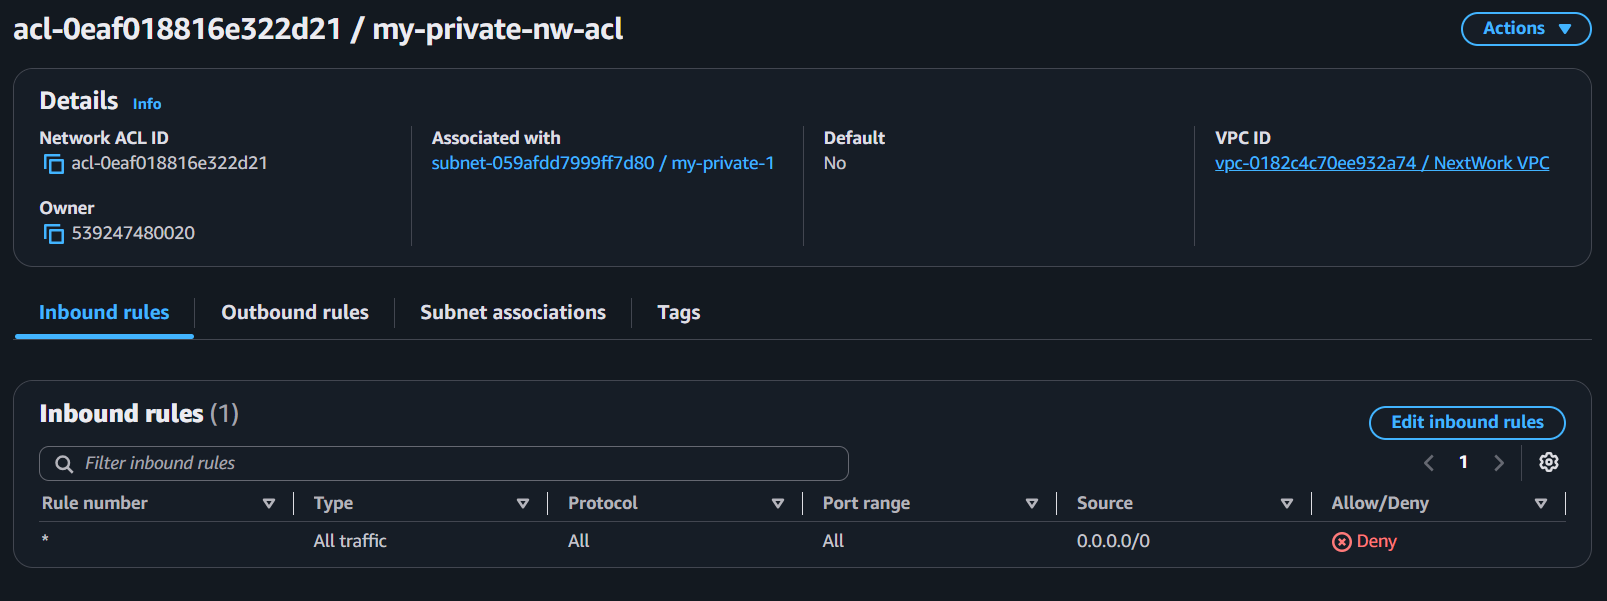 acl-0eaf018816e322d21 / my-private-nw-acl
Actions
Details Info
Network ACL ID
acl-0eaf018816e322d21
Associated with
subnet-059afdd7999ff7d80 / my-private-1
Default
No
VPC ID
vpc-0182c4c70ee932a74 / NextWork VPC
Owner
539247480020
Inbound rules Outbound rules Subnet associations Tags
Inbound rules (1)
Edit inbound rules
Filter inbound rules
1
Rule number Type Protocol Port range Source Allow/Deny
* All traffic All All 0.0.0.0/0 Deny